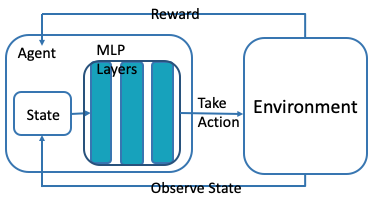 Reward
Agent
MLP
Layers
State
Take
Action
Environment
Observe State